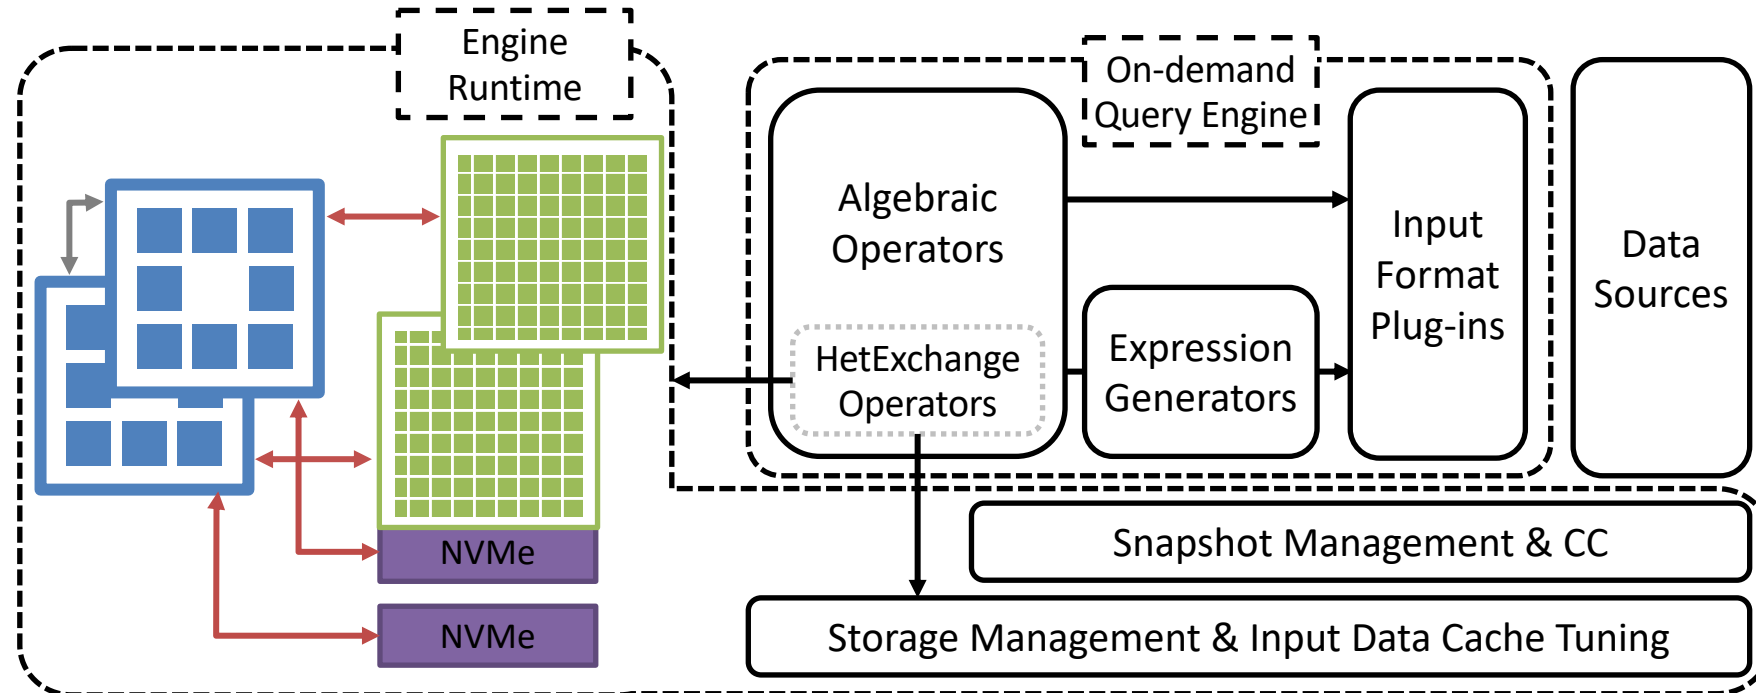 Engine
Runtime
On-demand
Query Engine
Algebraic
Operators
HetExchange
Operators
Expression
Generators
Input
Format
Plug-ins
Data
Sources
NVMe
NVMe
Snapshot Management & CC
Storage Management & Input Data Cache Tuning